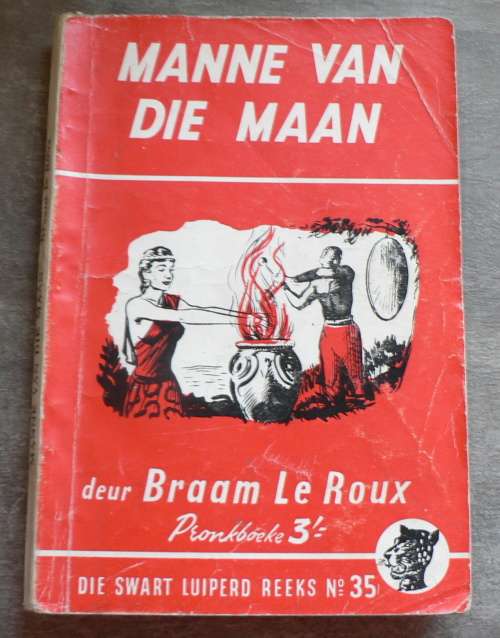 MANNE VAN
DIE MAAN
deur Braam Le Roux
Pronkboeke 3/-
DIE SWART LUIPERD REEKS Nº 35